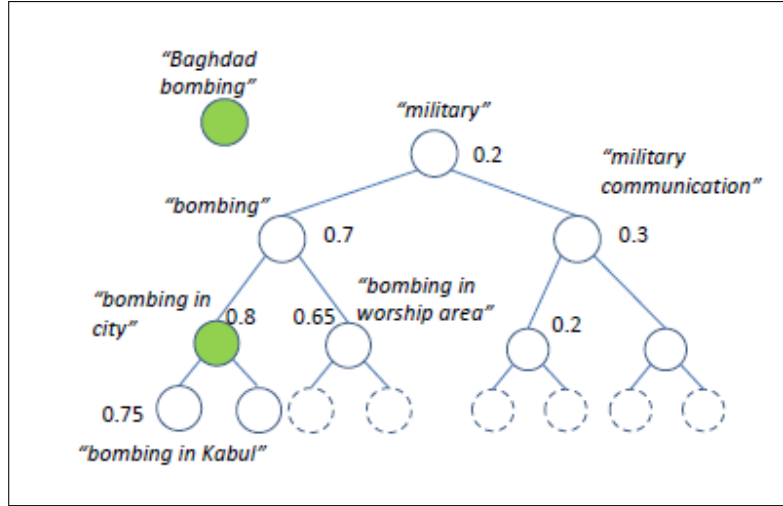 “Baghdad
bombing”
“military”
0.2
“military
communication”
“bombing”
0.7
0.3
“bombing in
city”
0.8
0.65
“bombing in
worship area”
0.2
0.75
“bombing in Kabul”